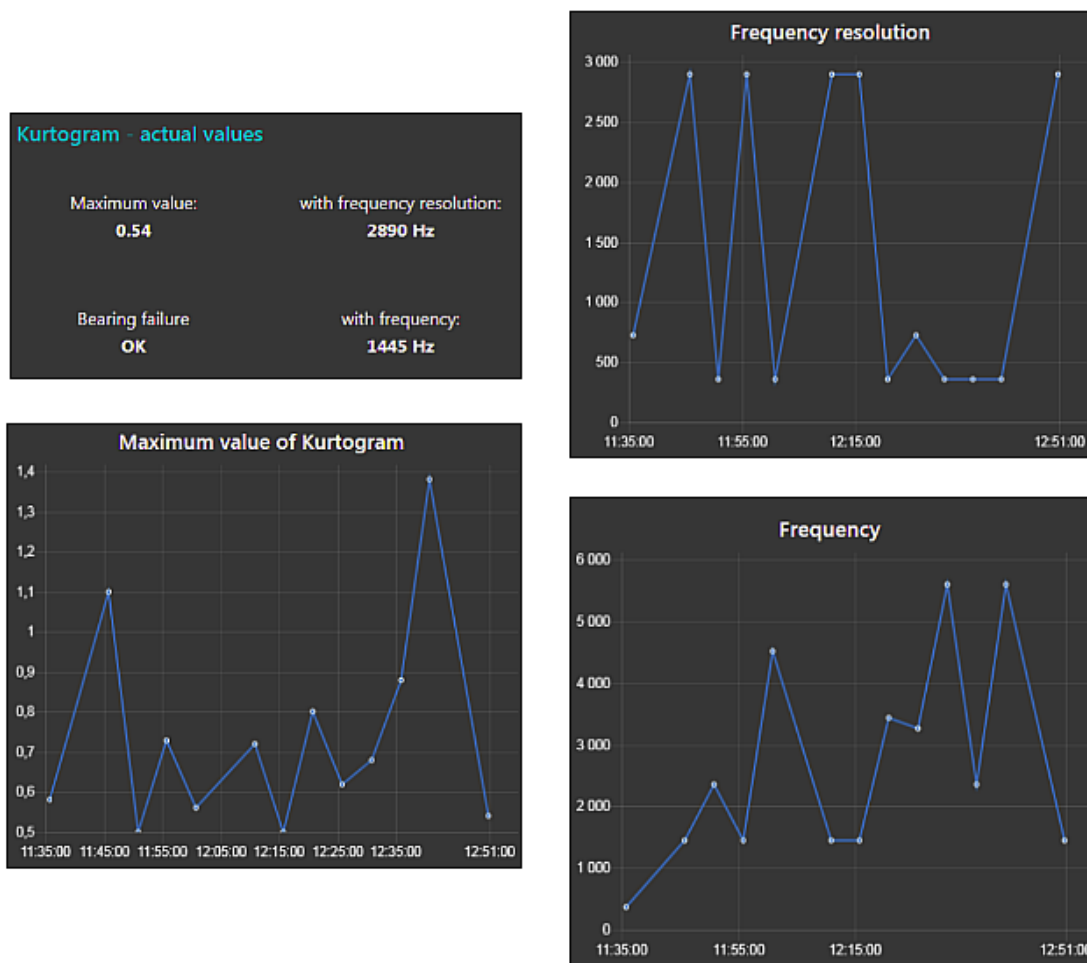 Kurtogram - actual values
Maximum value:
0.54
with frequency resolution:
2890 Hz
Bearing failure
OK
with frequency:
1445 Hz
Maximum value of Kurtogram
1,4
1,3
1,2
1,1
1
0,9
0,8
0,7
0,6
0,5
11:35:00 11:45:00 11:55:00 12:05:00 12:15:00 12:25:00 12:35:00 12:51:00
Frequency resolution
3 000
2 500
2 000
1 500
1 000
500
0
11:35:00 11:55:00 12:15:00 12:51:00
Frequency
6 000
5 000
4 000
3 000
2 000
1 000
0
11:35:00 11:55:00 12:15:00 12:51:00